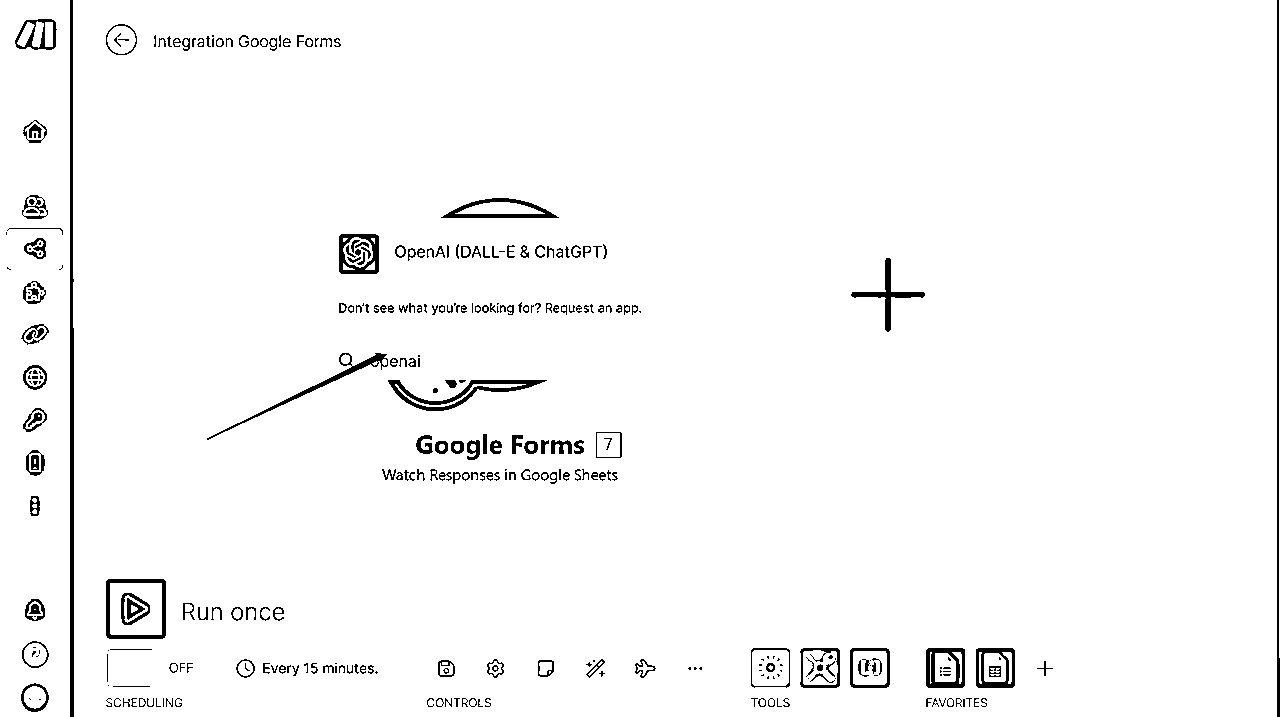 Integration Google Forms
OpenAI (DALL-E & ChatGPT)
Don't see what you're looking for? Request an app.
openai
Google Forms 7
Watch Responses in Google Sheets
Run once
OFF
Every 15 minutes.
SCHEDULING
CONTROLS
TOOLS
FAVORITES